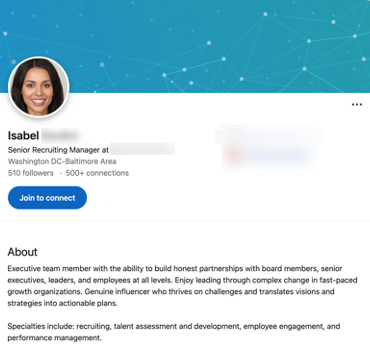 Isabel
Senior Recruiting Manager at
Washington DC-Baltimore Area
510 followers · 500+ connections
Join to connect
About
Executive team member with the ability to build honest partnerships with board members, senior
executives, leaders, and employees at all levels. Enjoy leading through complex change in fast-paced
growth organizations. Genuine influencer who thrives on challenges and translates visions and
strategies into actionable plans.
Specialties include: recruiting, talent assessment and development, employee engagement, and
performance management.